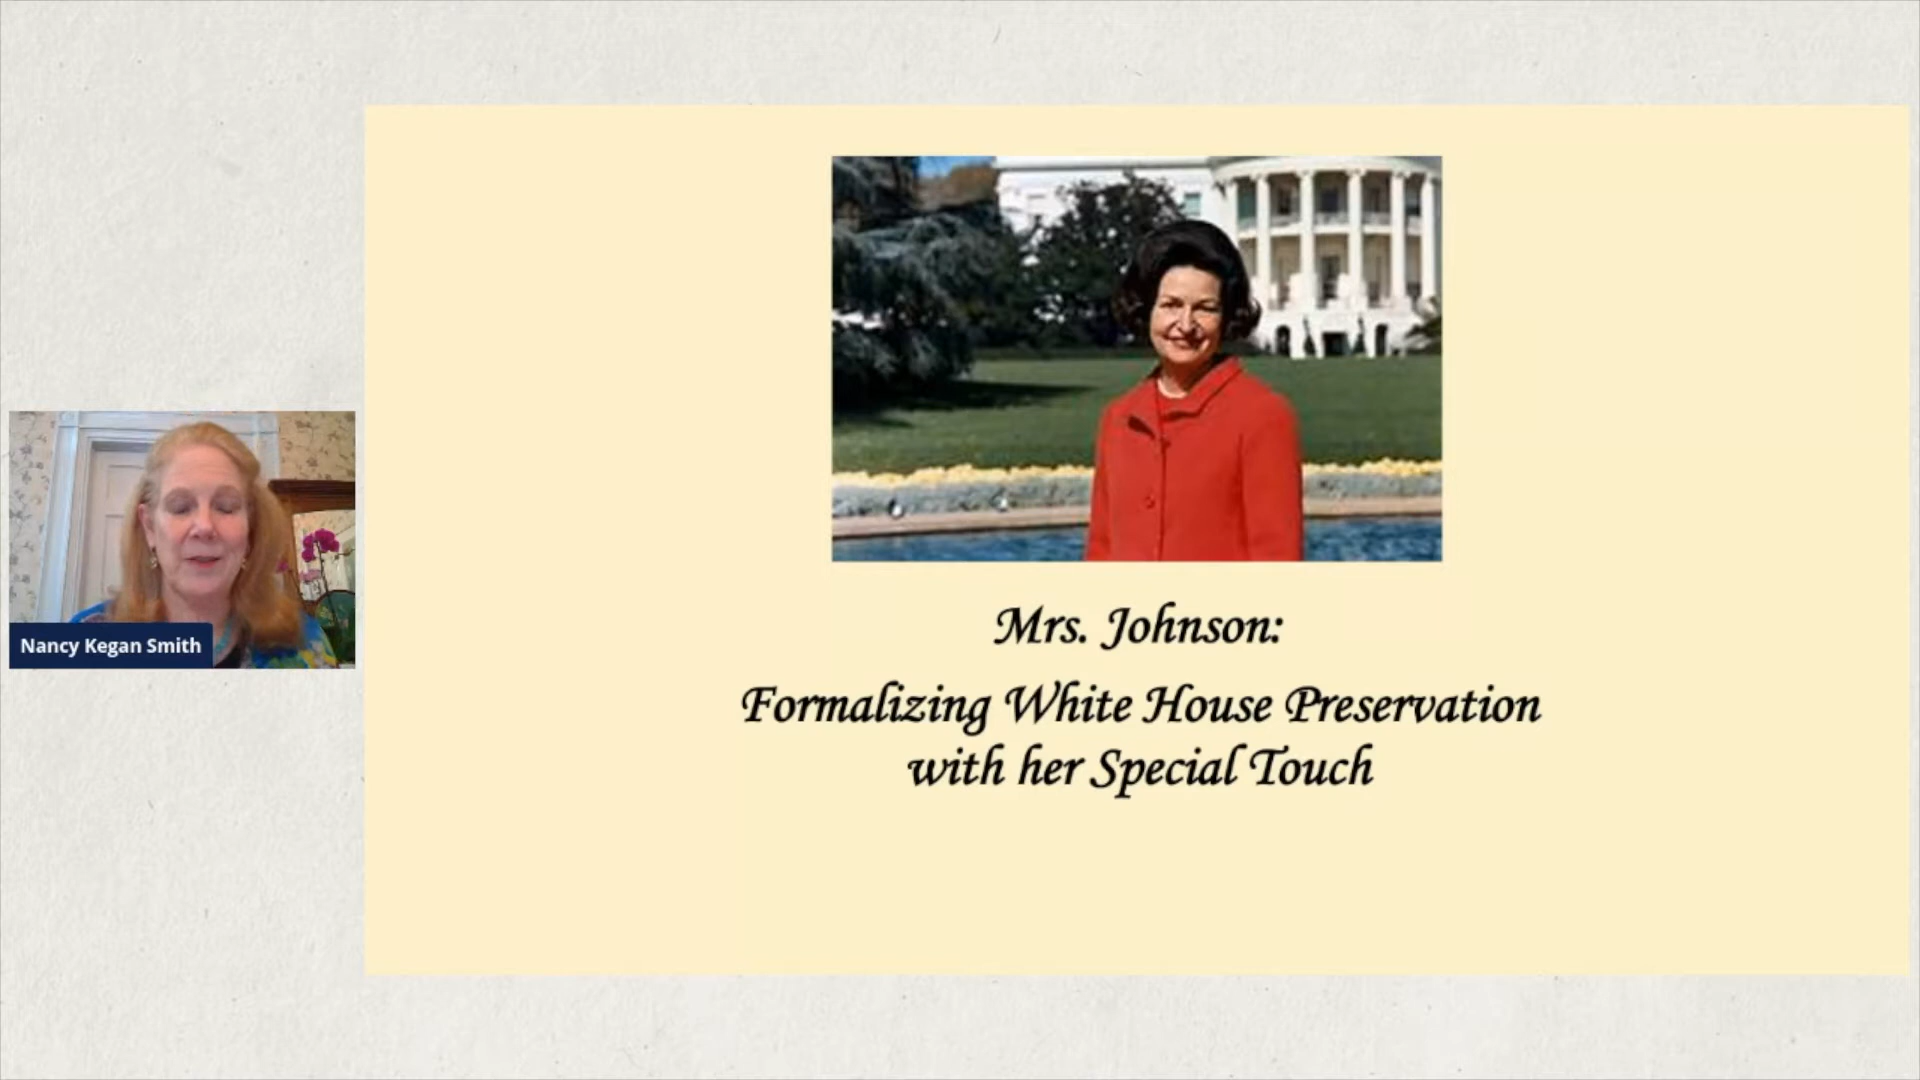 Nancy Kegan Smith
Mrs. Johnson:
Formalizing White House Preservation
with her Special Touch